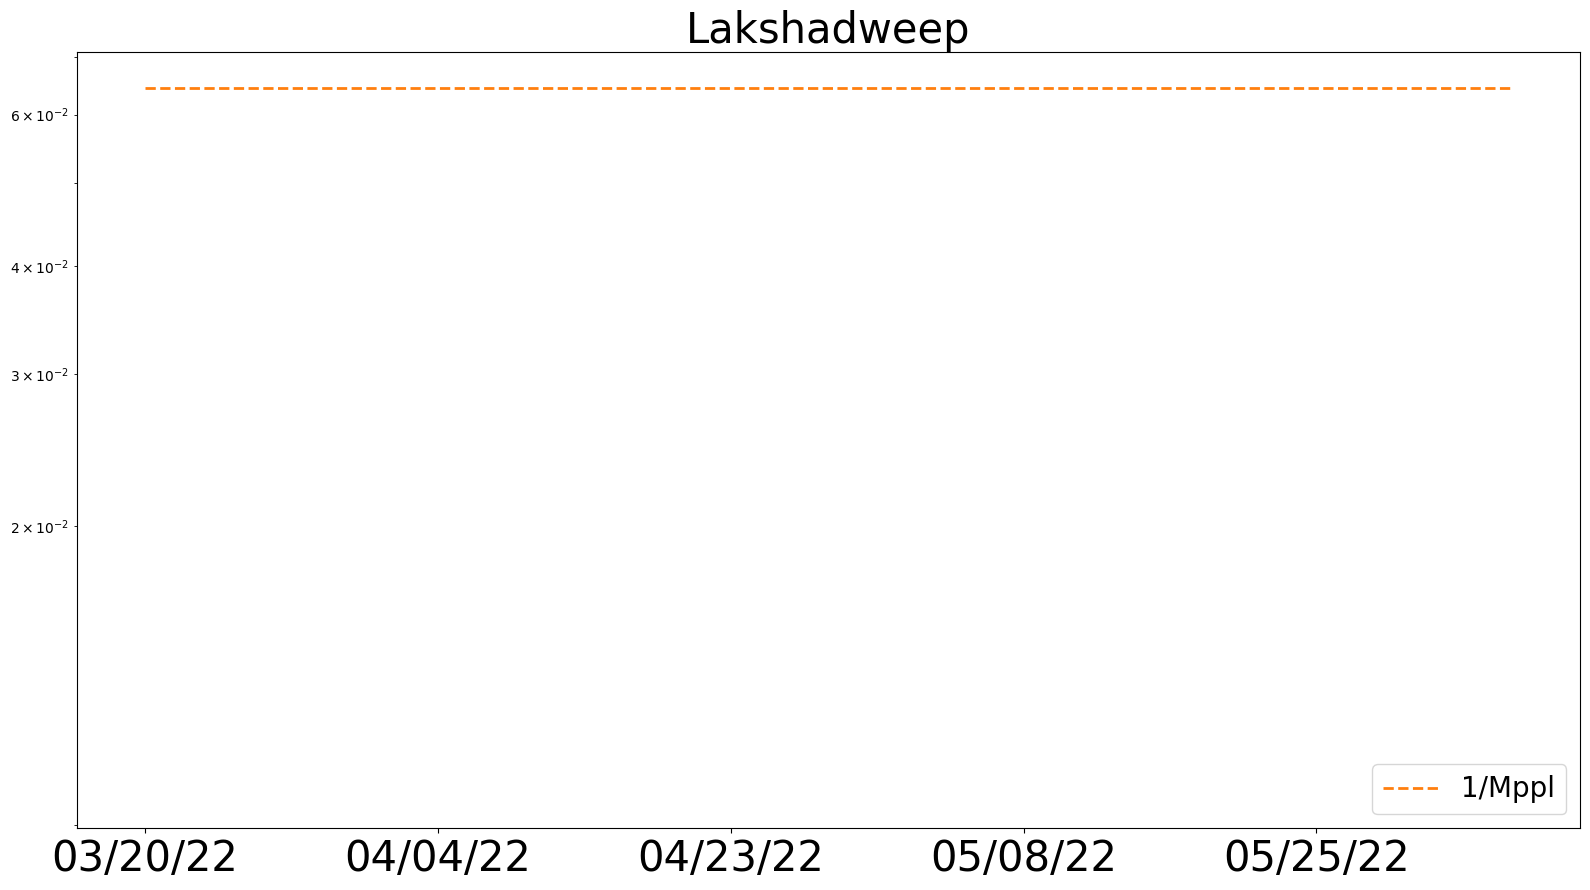 Lakshadweep
6 × 10⁻²
4 × 10⁻²
3 × 10⁻²
2 × 10⁻²
1/Mppl
03/20/22 04/04/22 04/23/22 05/08/22 05/25/22